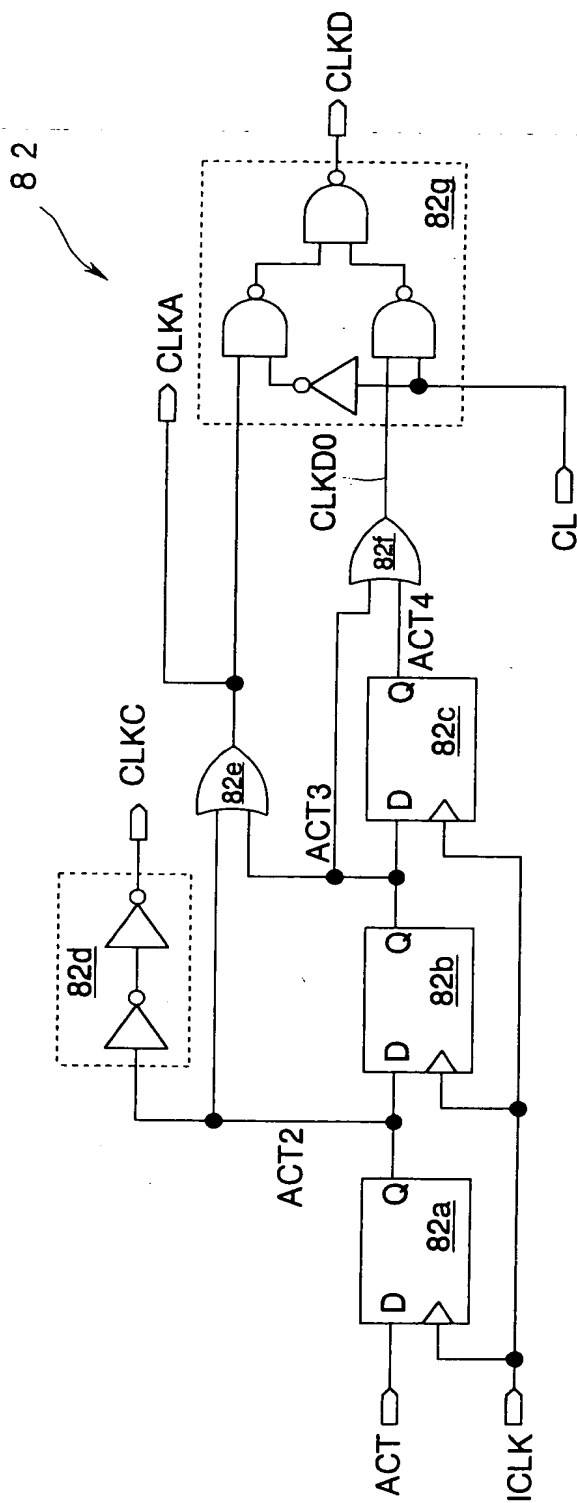 82
CLKC
CLKA
CLKD
82d
82e
82g
ACT2
ACT3
CLKD0
82f
ACT4
D
Q
82a
D
Q
82b
D
Q
82c
ACT
ICLK
CL